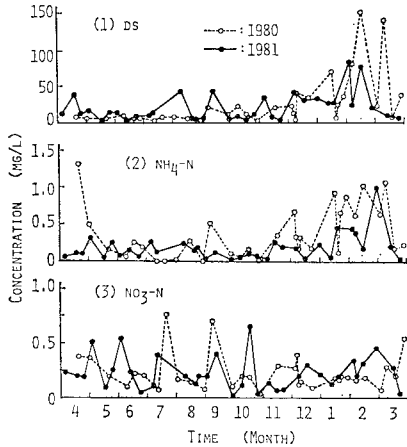 (1) DS
--o-- : 1980
—●— : 1981
150
100
50
0
(2) NH4-N
1.5
1.0
0.5
0
(3) NO3-N
1.0
0.5
0
CONCENTRATION (MG/L)
4 5 6 7 8 9 10 11 12 1 2 3
TIME (MONTH)